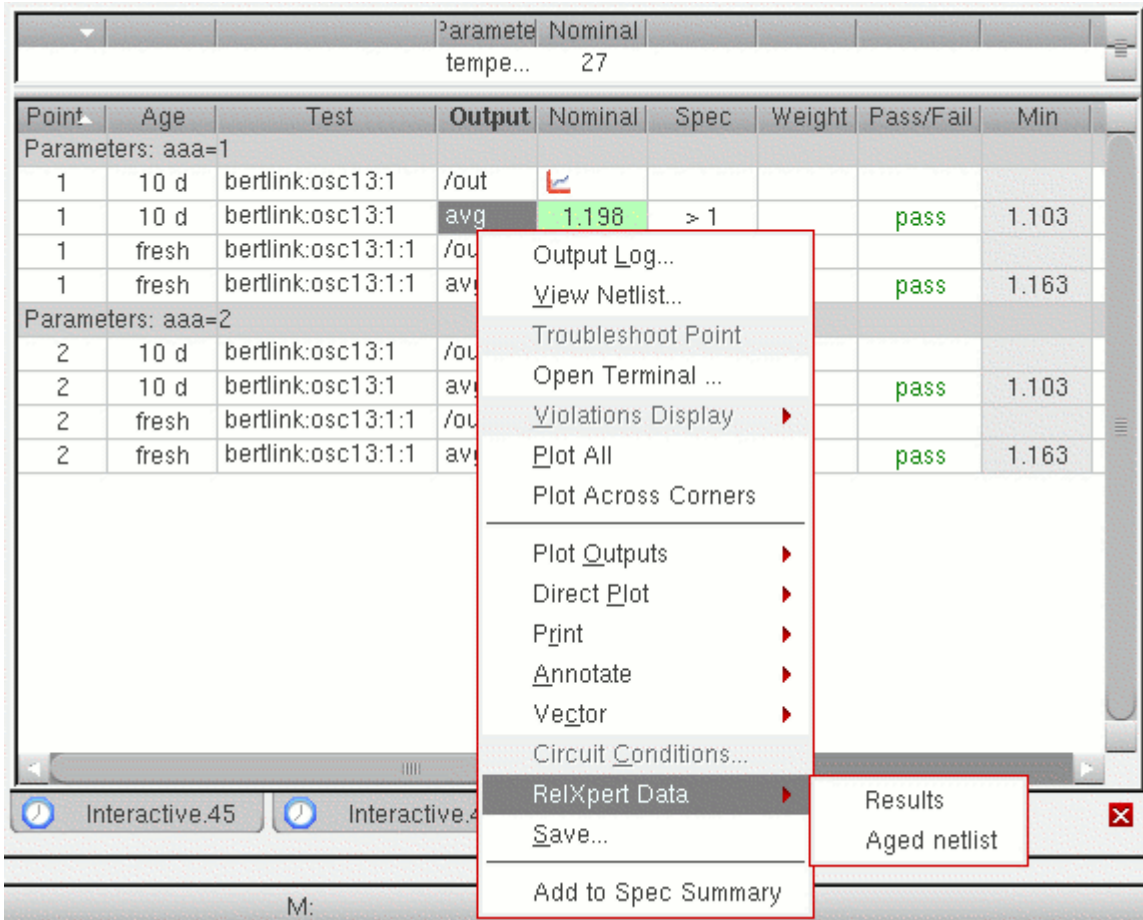 Paramete Nominal
tempe... 27
Point Age Test Output Nominal Spec Weight Pass/Fail Min
Parameters: aaa=1
1 10 d bertlink:osc13:1 /out
1 10 d bertlink:osc13:1 avg 1.198 > 1 pass 1.103
1 fresh bertlink:osc13:1:1 /ou
1 fresh bertlink:osc13:1:1 av pass 1.163
Parameters: aaa=2
2 10 d bertlink:osc13:1 /ou
2 10 d bertlink:osc13:1 av pass 1.103
2 fresh bertlink:osc13:1:1 /ou
2 fresh bertlink:osc13:1:1 av pass 1.163
Output Log...
View Netlist...
Troubleshoot Point
Open Terminal ...
Violations Display
Plot All
Plot Across Corners
Plot Outputs
Direct Plot
Print
Annotate
Vector
Circuit Conditions...
RelXpert Data
Save...
Add to Spec Summary
Results
Aged netlist
Interactive.45 Interactive.4
M: